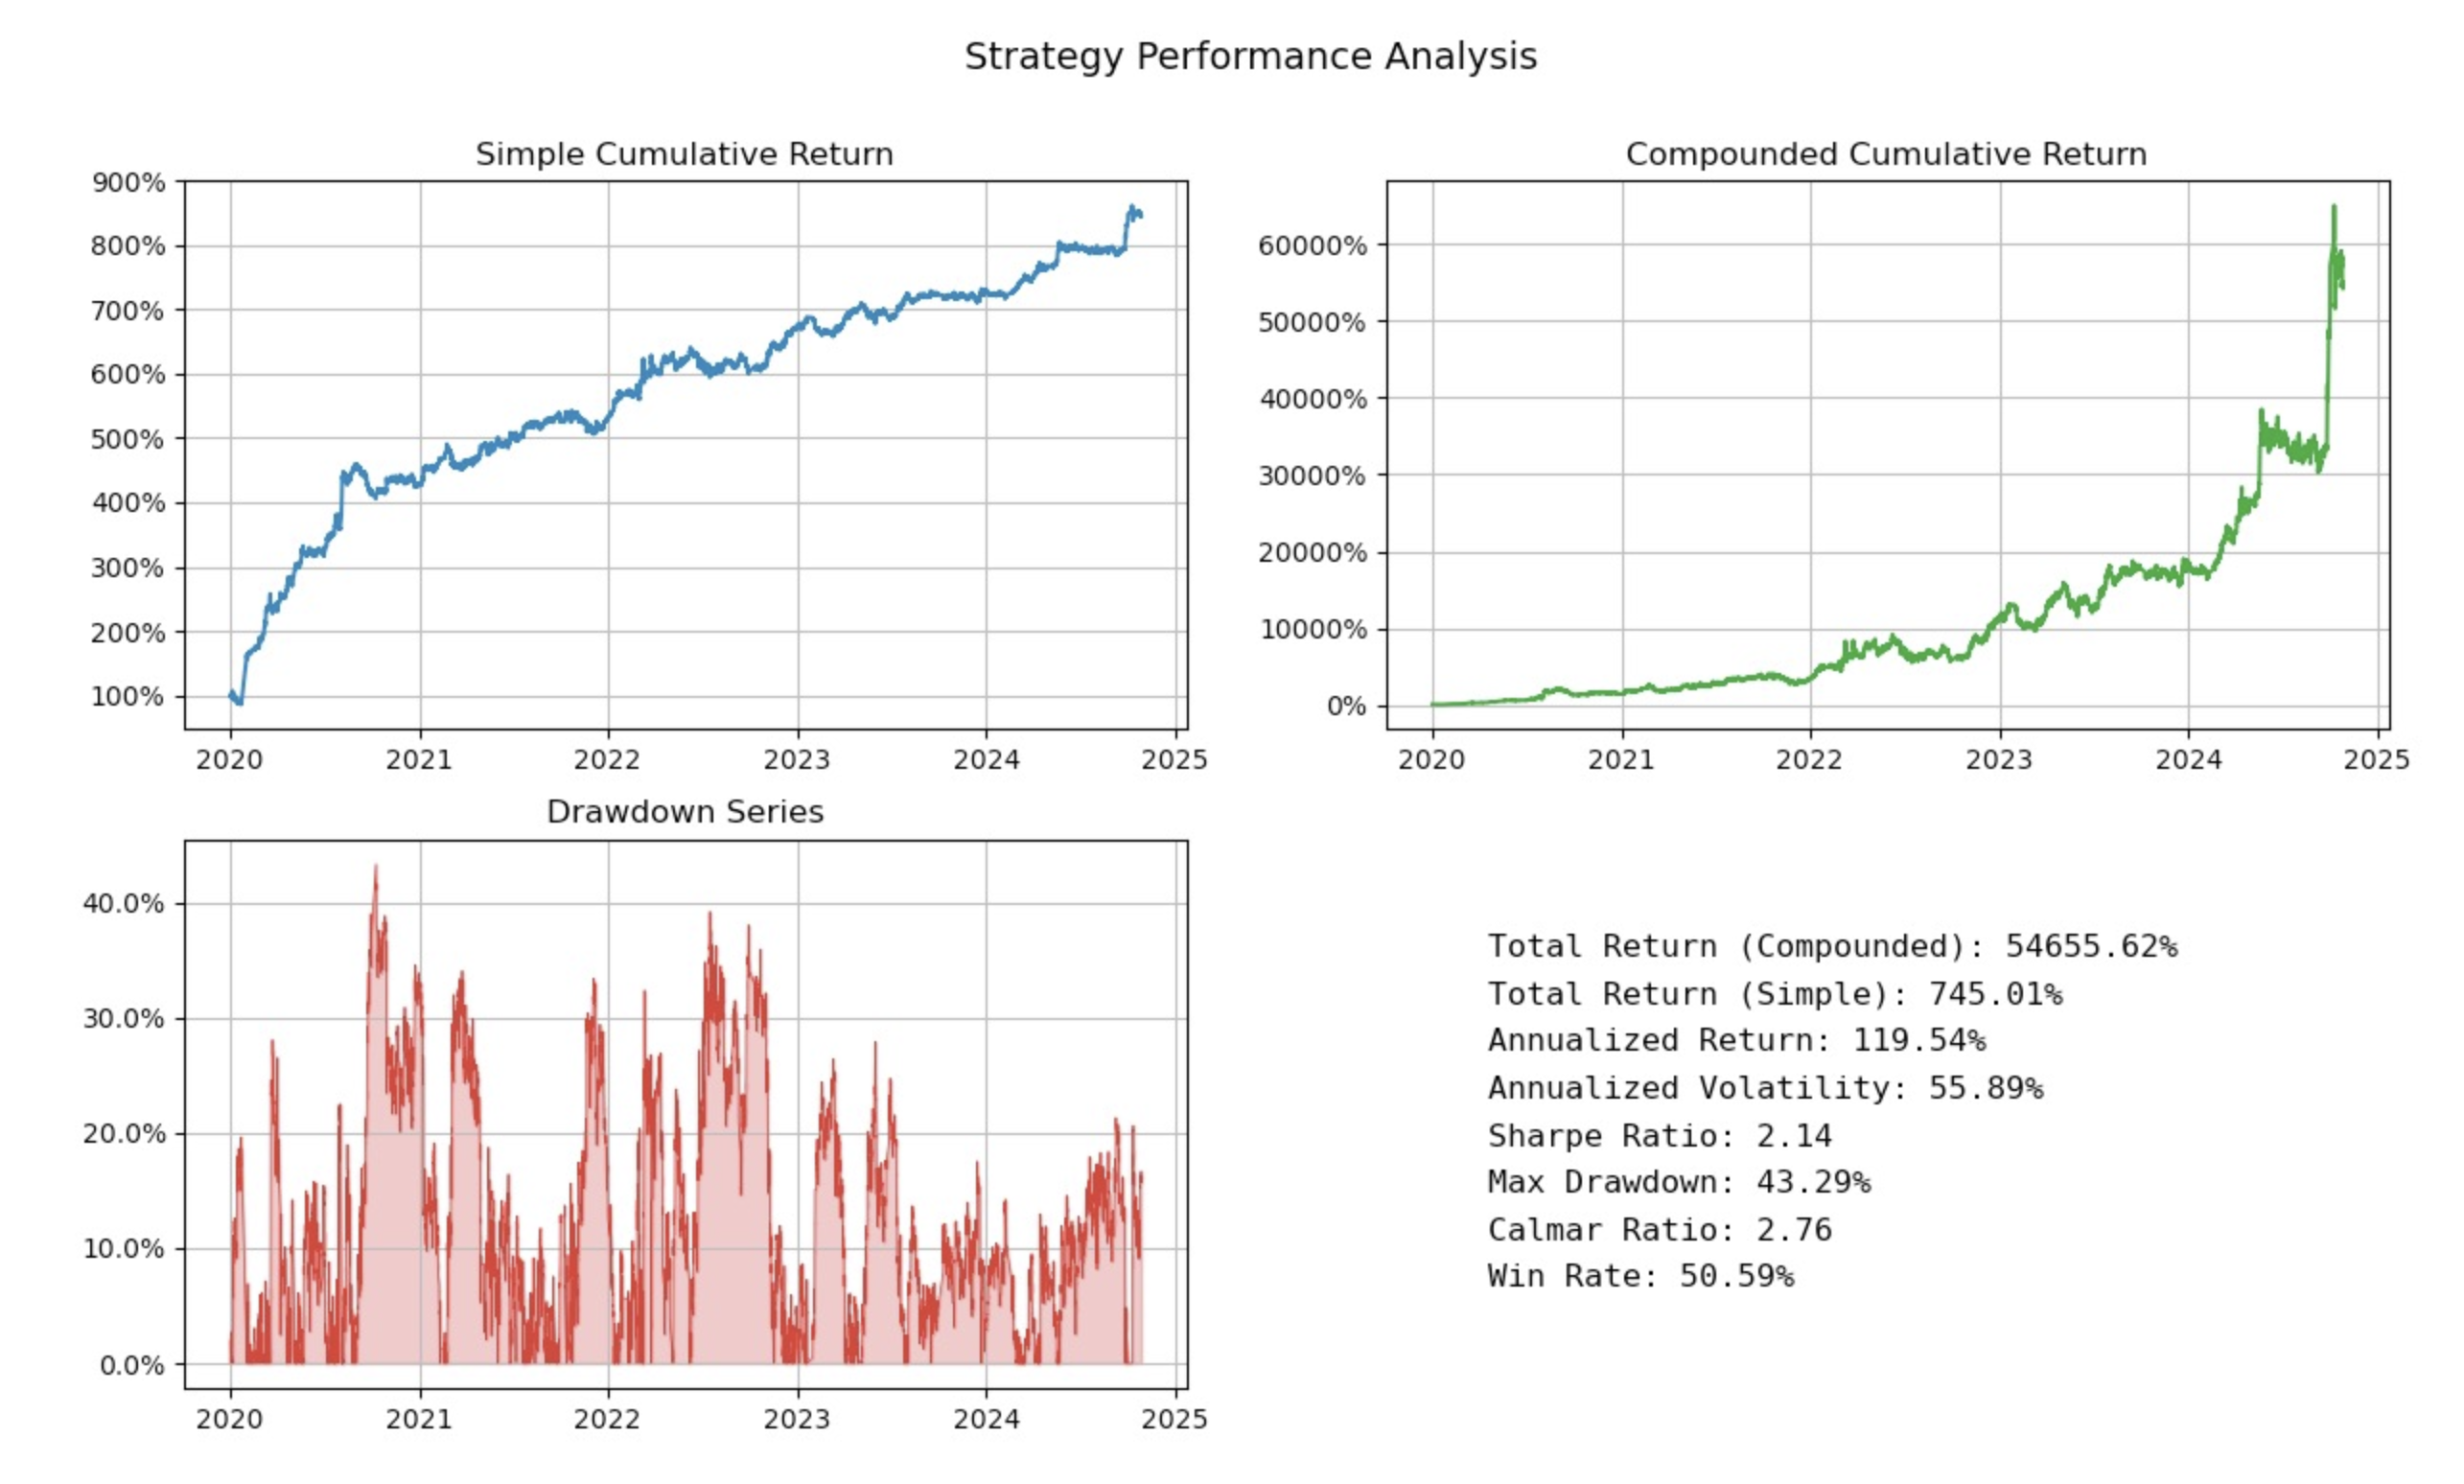 Strategy Performance Analysis
Simple Cumulative Return
900%
800%
700%
600%
500%
400%
300%
200%
100%
2020 2021 2022 2023 2024 2025
Compounded Cumulative Return
60000%
50000%
40000%
30000%
20000%
10000%
0%
2020 2021 2022 2023 2024 2025
Drawdown Series
40.0%
30.0%
20.0%
10.0%
0.0%
2020 2021 2022 2023 2024 2025
Total Return (Compounded): 54655.62%
Total Return (Simple): 745.01%
Annualized Return: 119.54%
Annualized Volatility: 55.89%
Sharpe Ratio: 2.14
Max Drawdown: 43.29%
Calmar Ratio: 2.76
Win Rate: 50.59%